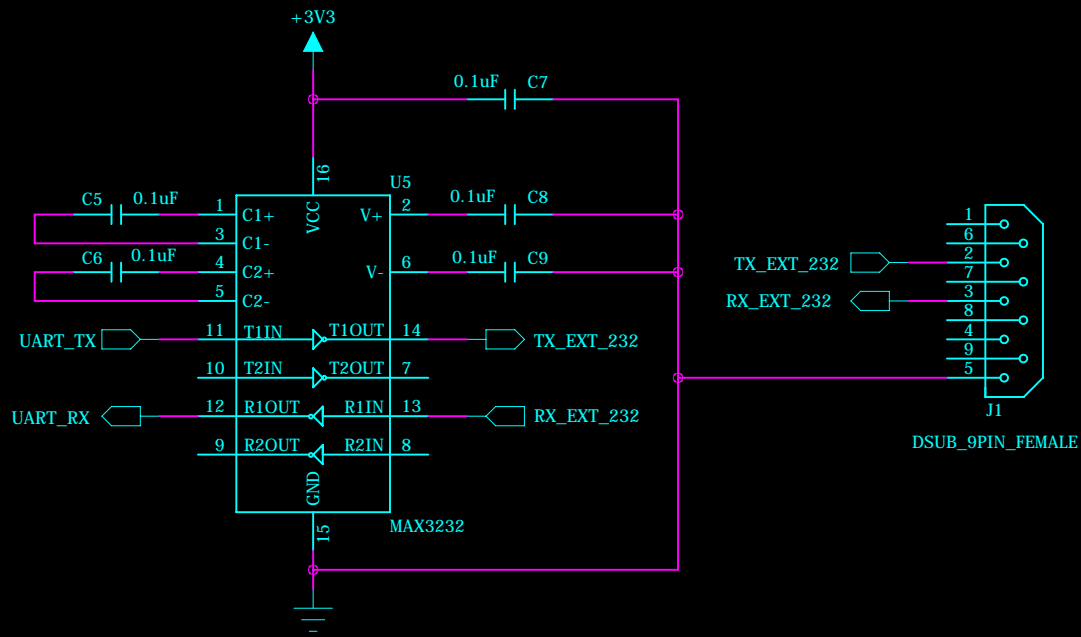 +3V3
0.1uF C7
16
U5
C5 0.1uF
1 C1+ VCC V+ 2 0.1uF C8
3 C1-
C6 0.1uF
4 C2+ V- 6 0.1uF C9
5 C2-
UART_TX 11 T1IN T1OUT 14 TX_EXT_232
10 T2IN T2OUT 7
UART_RX 12 R1OUT R1IN 13 RX_EXT_232
9 R2OUT R2IN 8
GND
15
MAX3232
1
6
TX_EXT_232 2
7
RX_EXT_232 3
8
4
9
5
J1
DSUB_9PIN_FEMALE